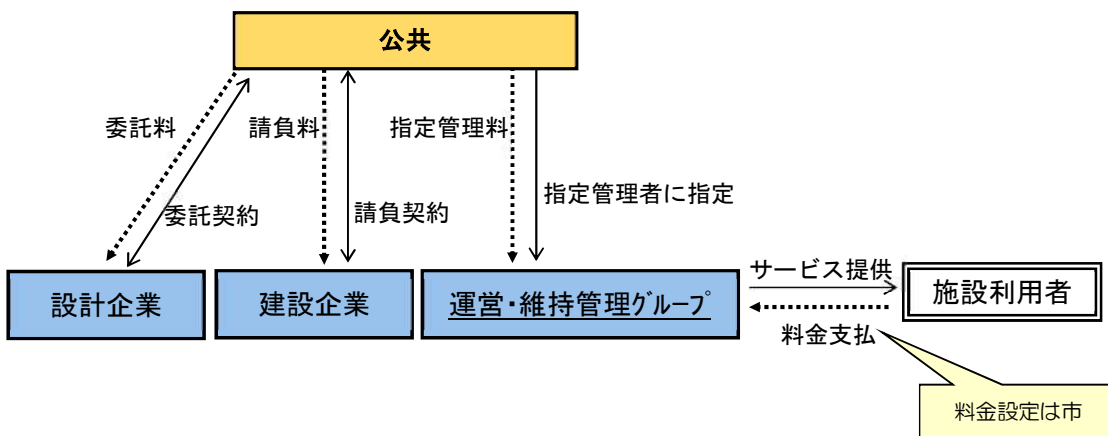 公共
委託料
請負料
指定管理料
指定管理者に指定
委託契約
請負契約
設計企業
建設企業
運営・維持管理ｸﾞﾙｰﾌﾟ
サービス提供
施設利用者
料金支払
料金設定は市